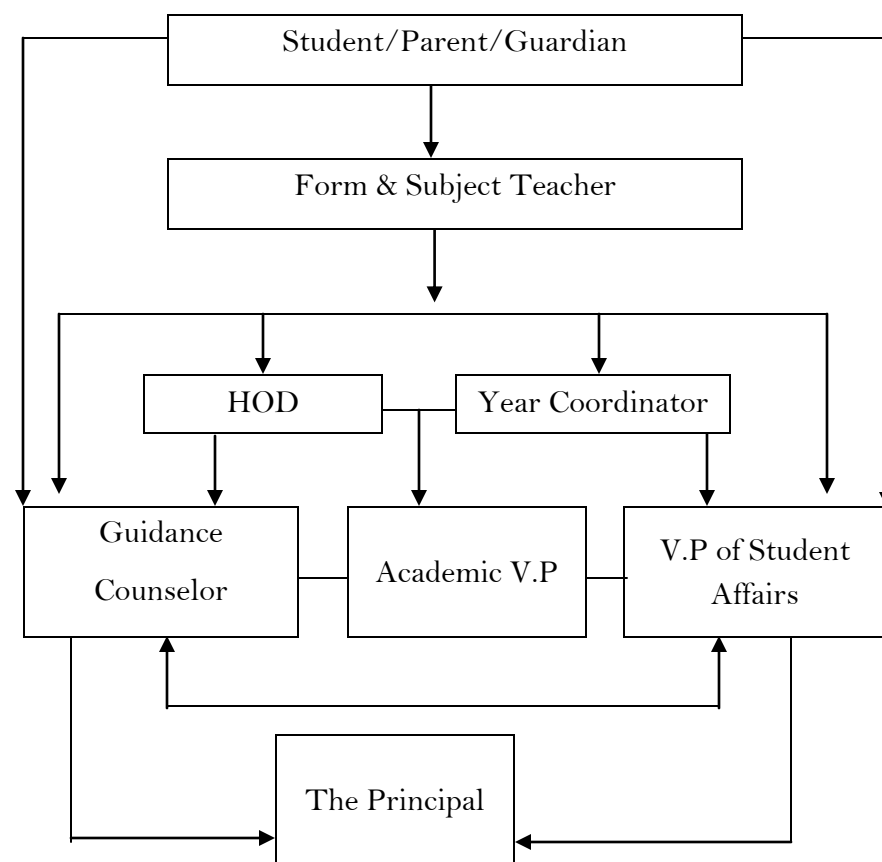 Student/Parent/Guardian
Form & Subject Teacher
HOD
Year Coordinator
Guidance
Counselor
Academic V.P
V.P of Student
Affairs
The Principal